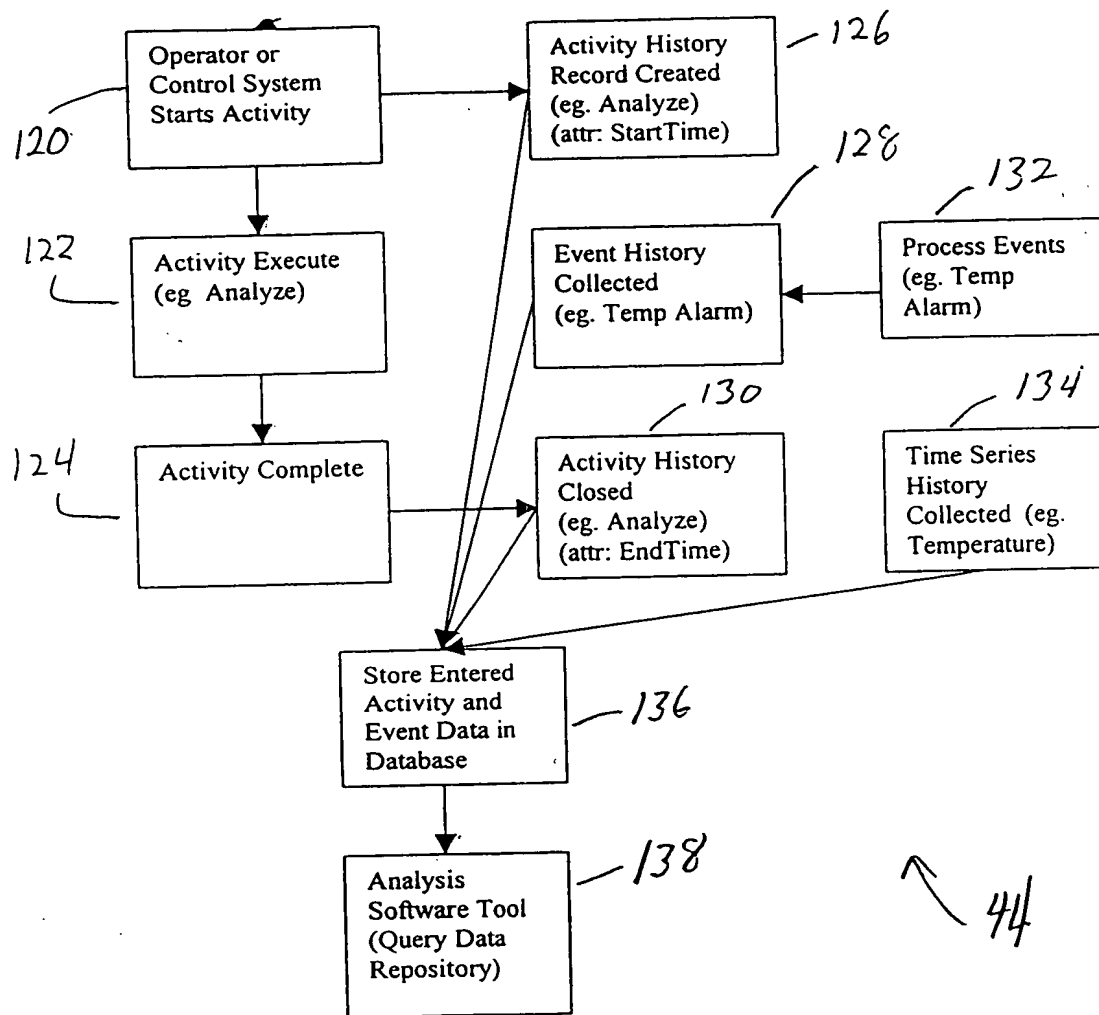 Operator or
Control System
Starts Activity
120
Activity History
Record Created
(eg. Analyze)
(attr: StartTime)
126
Activity Execute
(eg Analyze)
122
Event History
Collected
(eg. Temp Alarm)
128
Process Events
(eg. Temp
Alarm)
132
Activity Complete
124
Activity History
Closed
(eg. Analyze)
(attr: EndTime)
130
Time Series
History
Collected (eg.
Temperature)
134
Store Entered
Activity and
Event Data in
Database
136
Analysis
Software Tool
(Query Data
Repository)
138
44